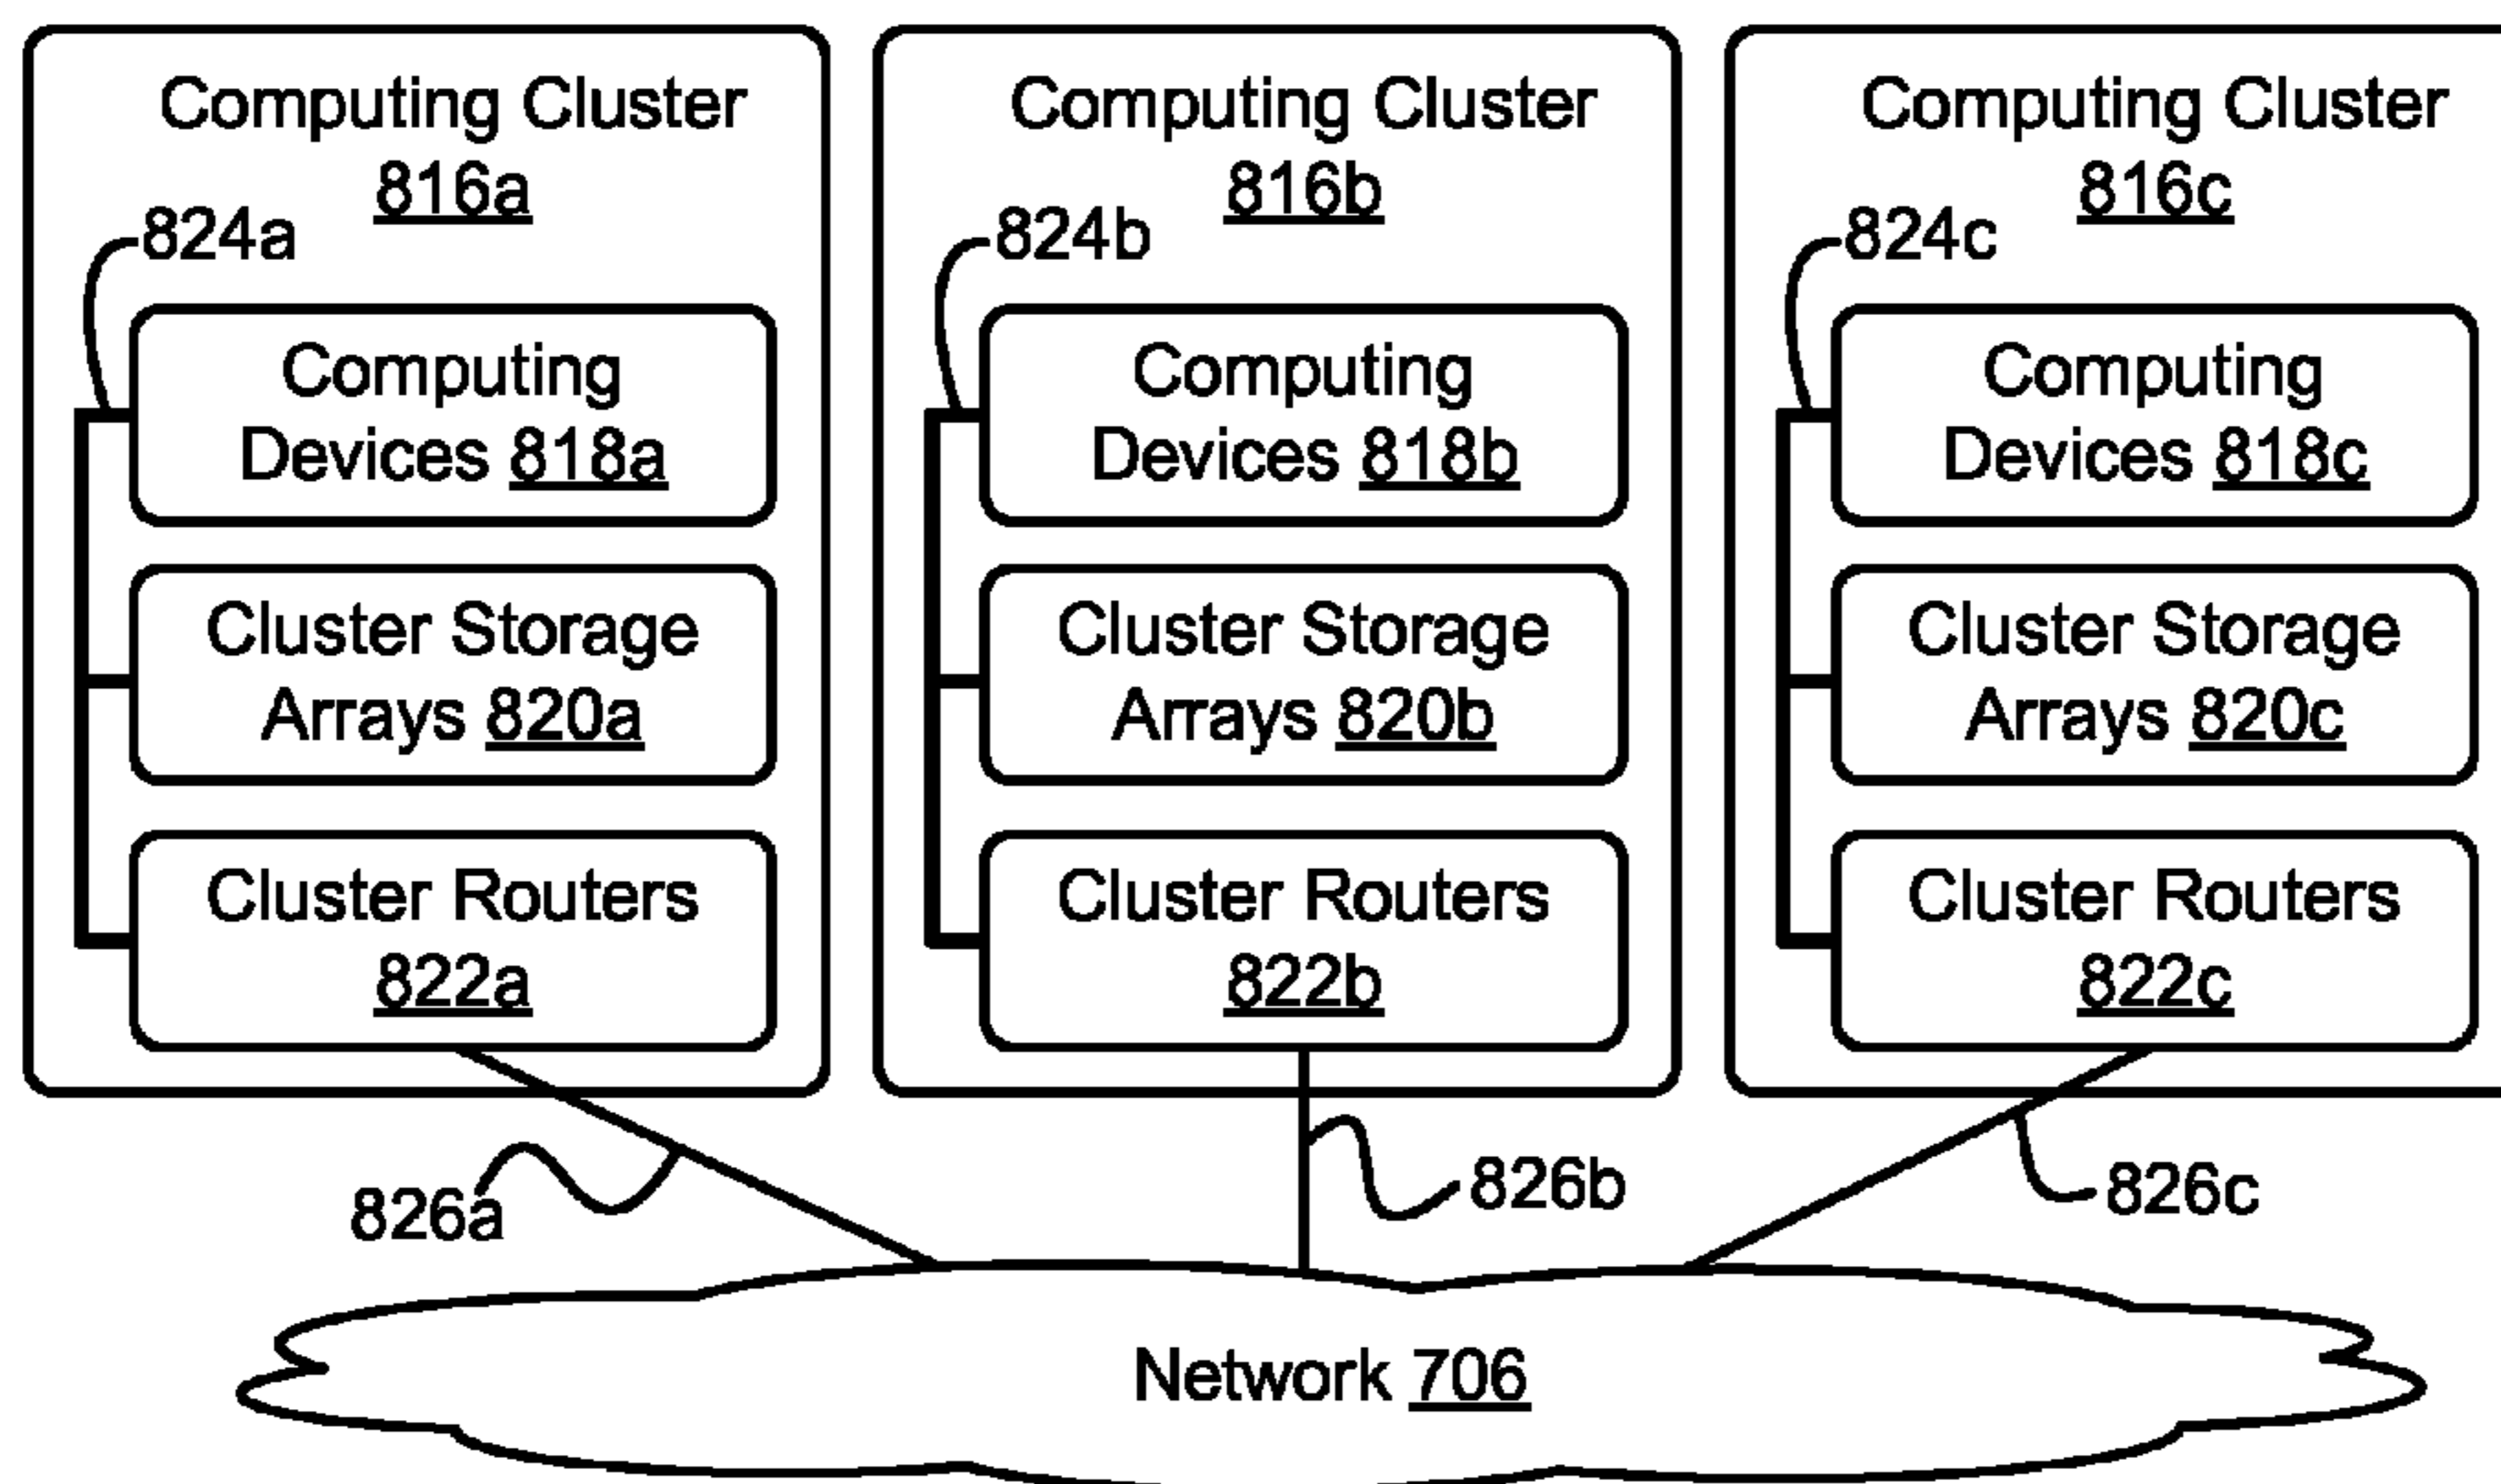 Computing Cluster
816a
824a
Computing
Devices 818a
Cluster Storage
Arrays 820a
Cluster Routers
822a
Computing Cluster
816b
824b
Computing
Devices 818b
Cluster Storage
Arrays 820b
Cluster Routers
822b
Computing Cluster
816c
824c
Computing
Devices 818c
Cluster Storage
Arrays 820c
Cluster Routers
822c
826a
826b
826c
Network 706